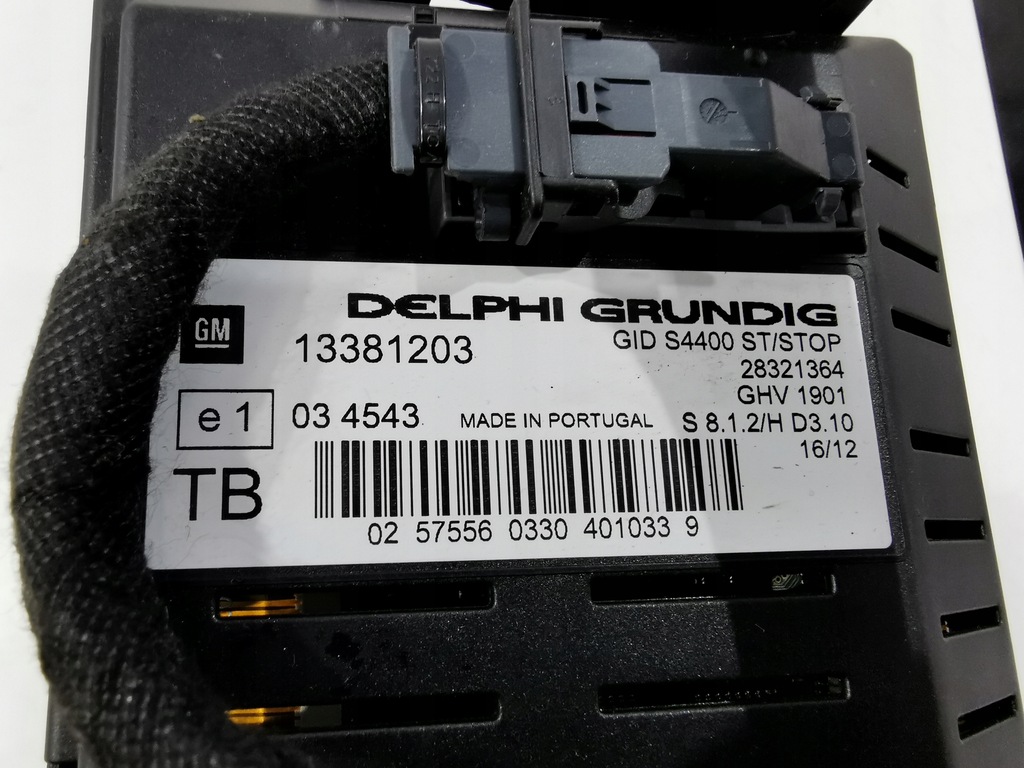 DELPHI GRUNDIG
GM
13381203
GID S4400 ST/STOP
28321364
GHV 1901
e1
03 4543
MADE IN PORTUGAL
S 8.1.2/H D3.10
16/12
TB
02 57556 0330 401033 9